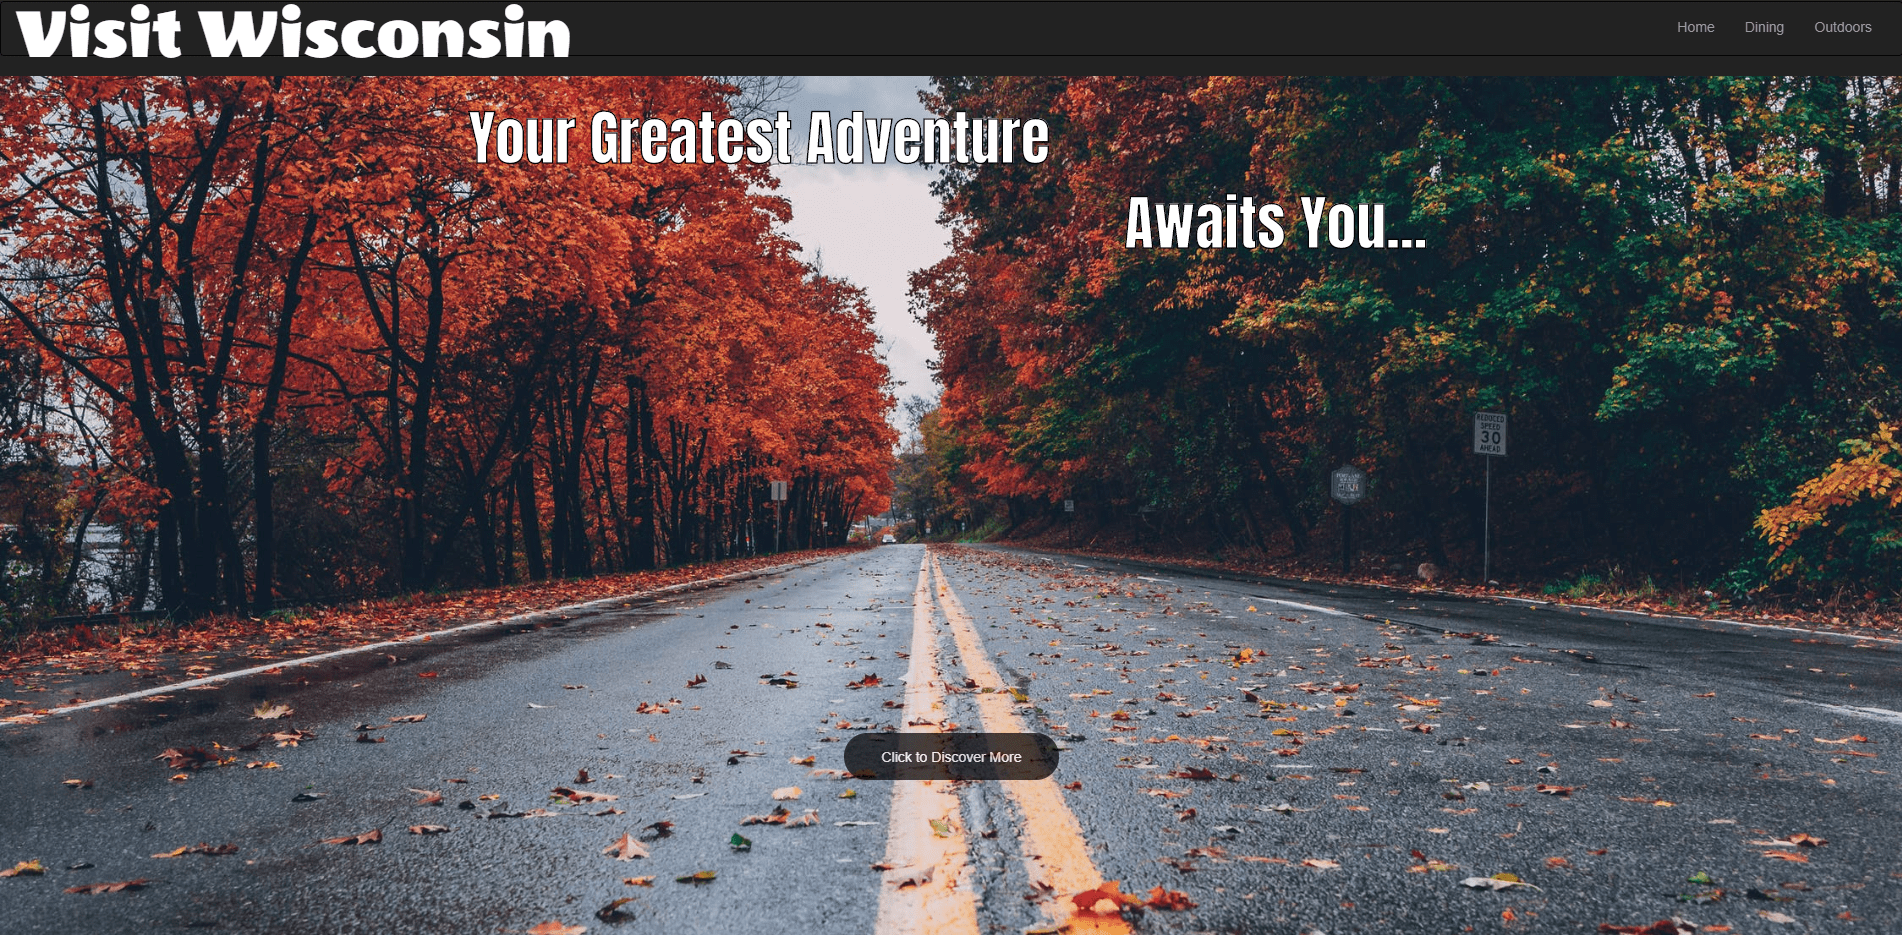 Visit Wisconsin
Home
Dining
Outdoors
Your Greatest Adventure
Awaits You...
REDUCED
SPEED
30
AHEAD
Click to Discover More